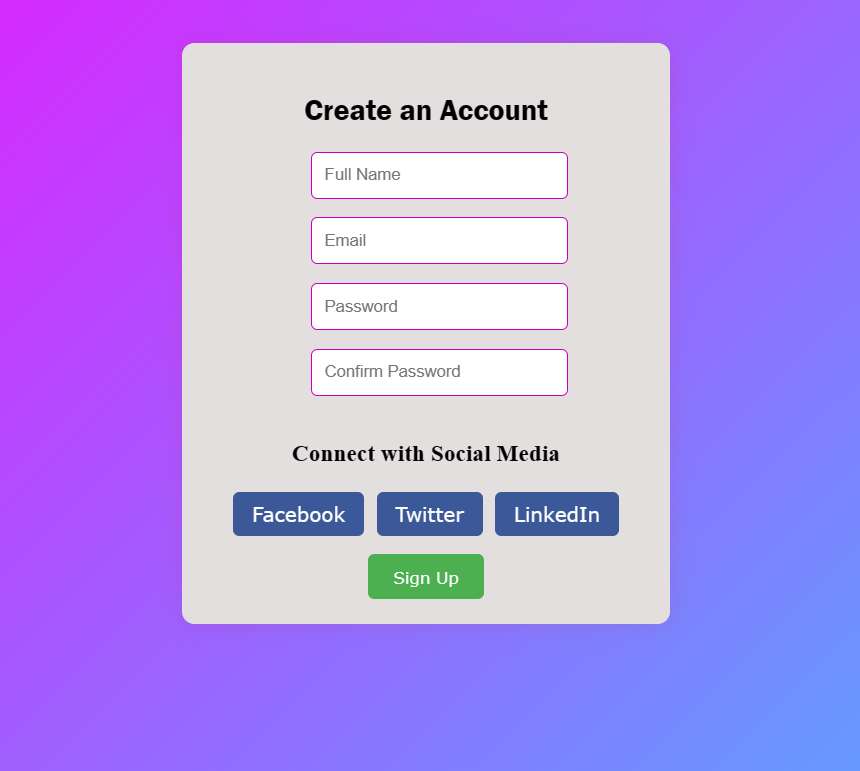 Create an Account
Full Name
Email
Password
Confirm Password
Connect with Social Media
Facebook Twitter LinkedIn
Sign Up